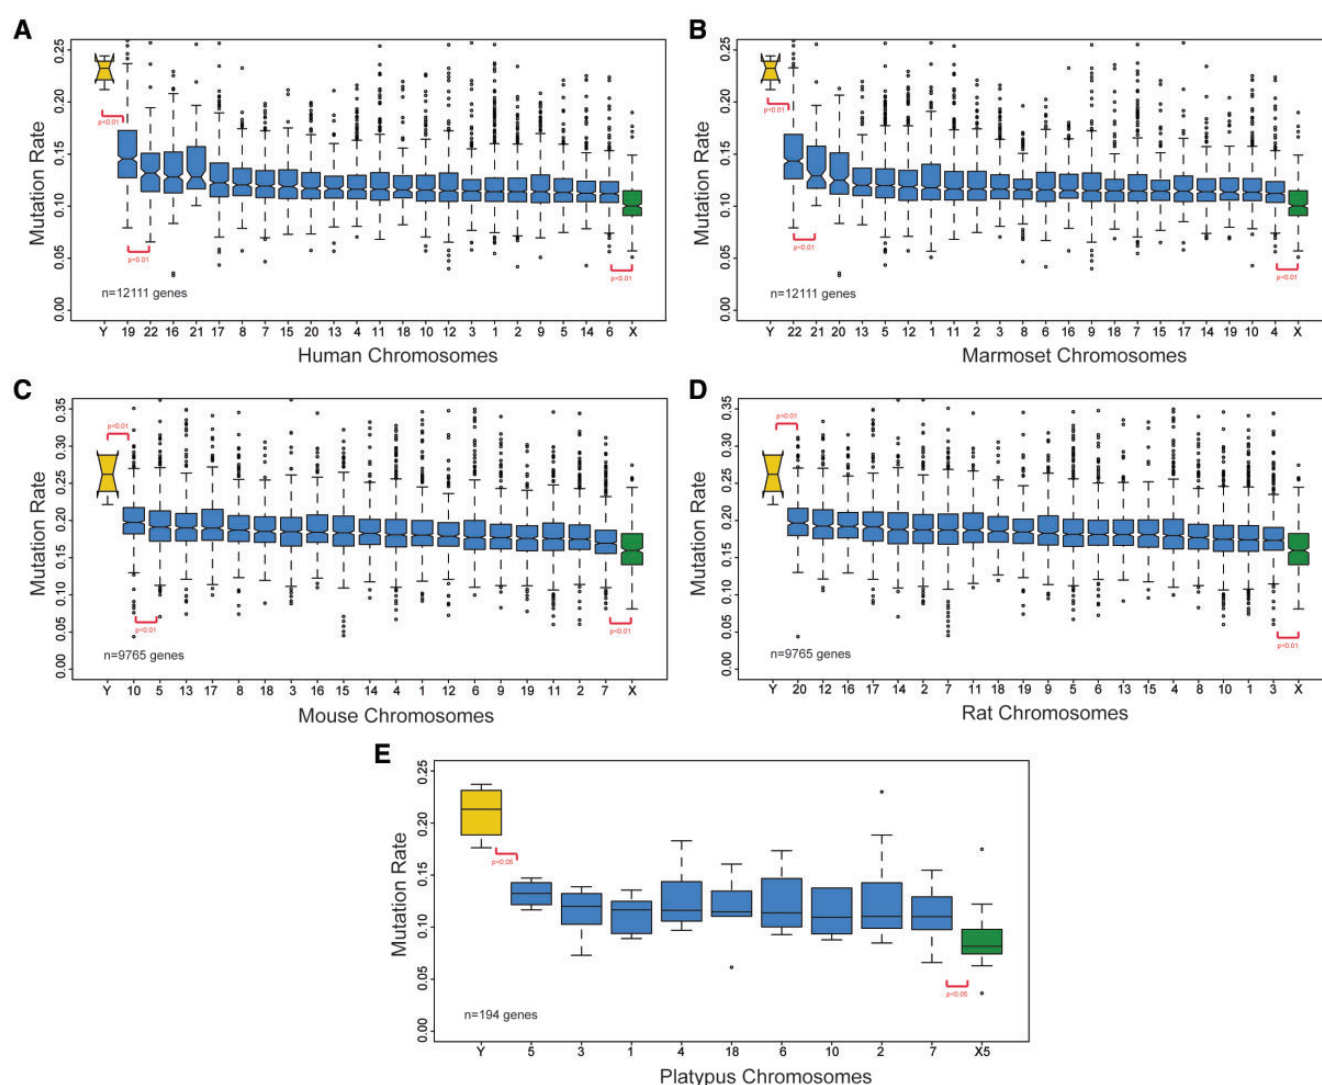 A
Mutation Rate
0.25
0.20
0.15
0.10
0.05
0.00
p<0.01
p<0.01
p<0.01
n=12111 genes
Y 19 22 16 21 17 8 7 15 20 13 4 11 18 10 12 3 1 2 9 5 14 6 X
Human Chromosomes
B
Mutation Rate
0.25
0.20
0.15
0.10
0.05
0.00
p<0.01
p<0.01
p<0.01
n=12111 genes
Y 22 21 20 13 5 12 1 11 2 3 8 6 16 9 18 7 15 17 14 19 10 4 X
Marmoset Chromosomes
C
Mutation Rate
0.35
0.30
0.25
0.20
0.15
0.10
0.05
0.00
p<0.01
p<0.01
p<0.01
n=9765 genes
Y 10 5 13 17 8 18 3 16 15 14 4 1 12 6 9 19 11 2 7 X
Mouse Chromosomes
D
Mutation Rate
0.35
0.30
0.25
0.20
0.15
0.10
0.05
0.00
p<0.01
p<0.01
n=9765 genes
Y 20 12 16 17 14 2 7 11 18 19 9 5 6 13 15 4 8 10 1 3 X
Rat Chromosomes
E
Mutation Rate
0.25
0.20
0.15
0.10
0.05
0.00
p<0.05
p<0.05
n=194 genes
Y 5 3 1 4 18 6 10 2 7 X5
Platypus Chromosomes